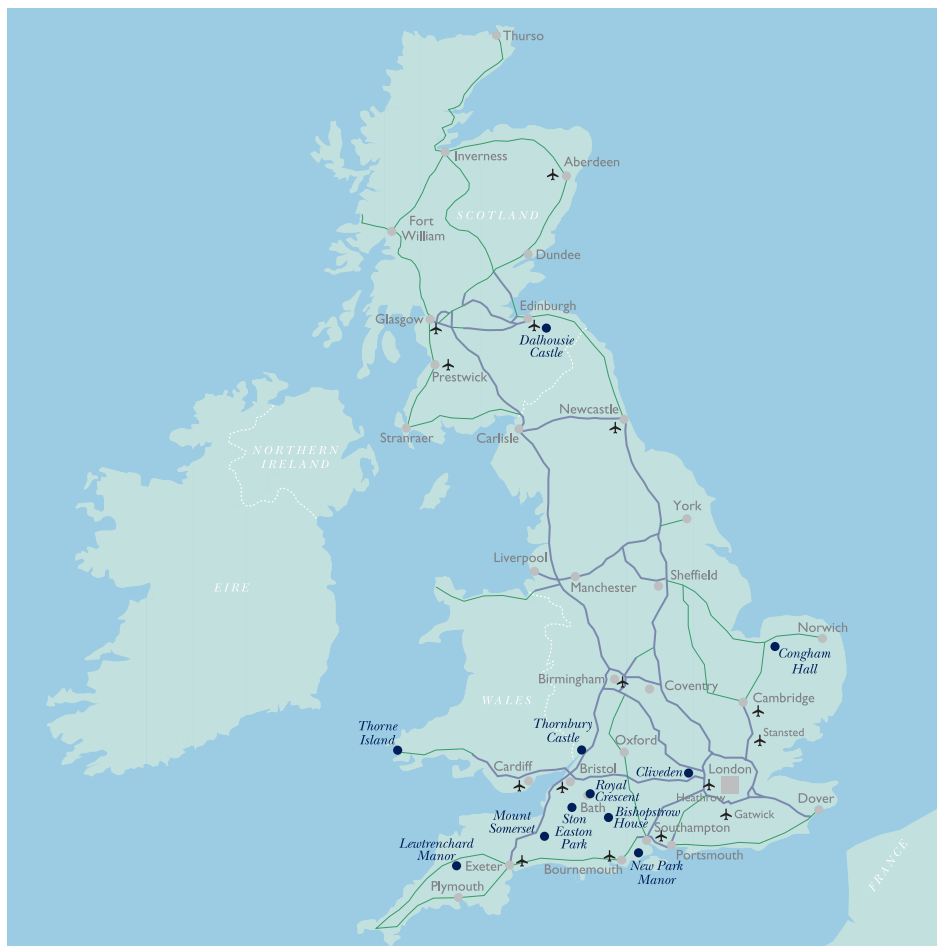 Thurso
Inverness
Aberdeen
SCOTLAND
Fort
William
Dundee
Edinburgh
Glasgow
Dalhousie
Castle
Prestwick
Newcastle
Stranraer
Carlisle
NORTHERN
IRELAND
York
Liverpool
Sheffield
Manchester
EIRE
Norwich
Congham
Hall
Birmingham
Coventry
WALES
Cambridge
Thorne
Island
Thornbury
Castle
Stansted
Oxford
Cardiff
Bristol
Cliveden
London
Royal
Crescent
Heathrow
Dover
Bath
Mount
Somerset
Ston
Easton
Park
Bishopstrow
House
Gatwick
Southampton
Lewtrenchard
Manor
Exeter
Bournemouth
New Park
Manor
Portsmouth
Plymouth
FRANCE